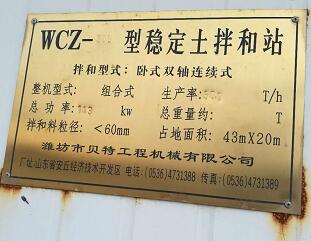 WCZ- 型稳定土拌和站
拌和型式：卧式双轴连续式
整机型式： 组合式 生产率： T/h
总功率： kw 总重量约： T
拌和料粒径：<60mm 占地面积：43mX20m
潍坊市贝特工程机械有限公司
厂址:山东省安丘经济技术开发区 电话:(0536)4731388 传真:(0536)4731389